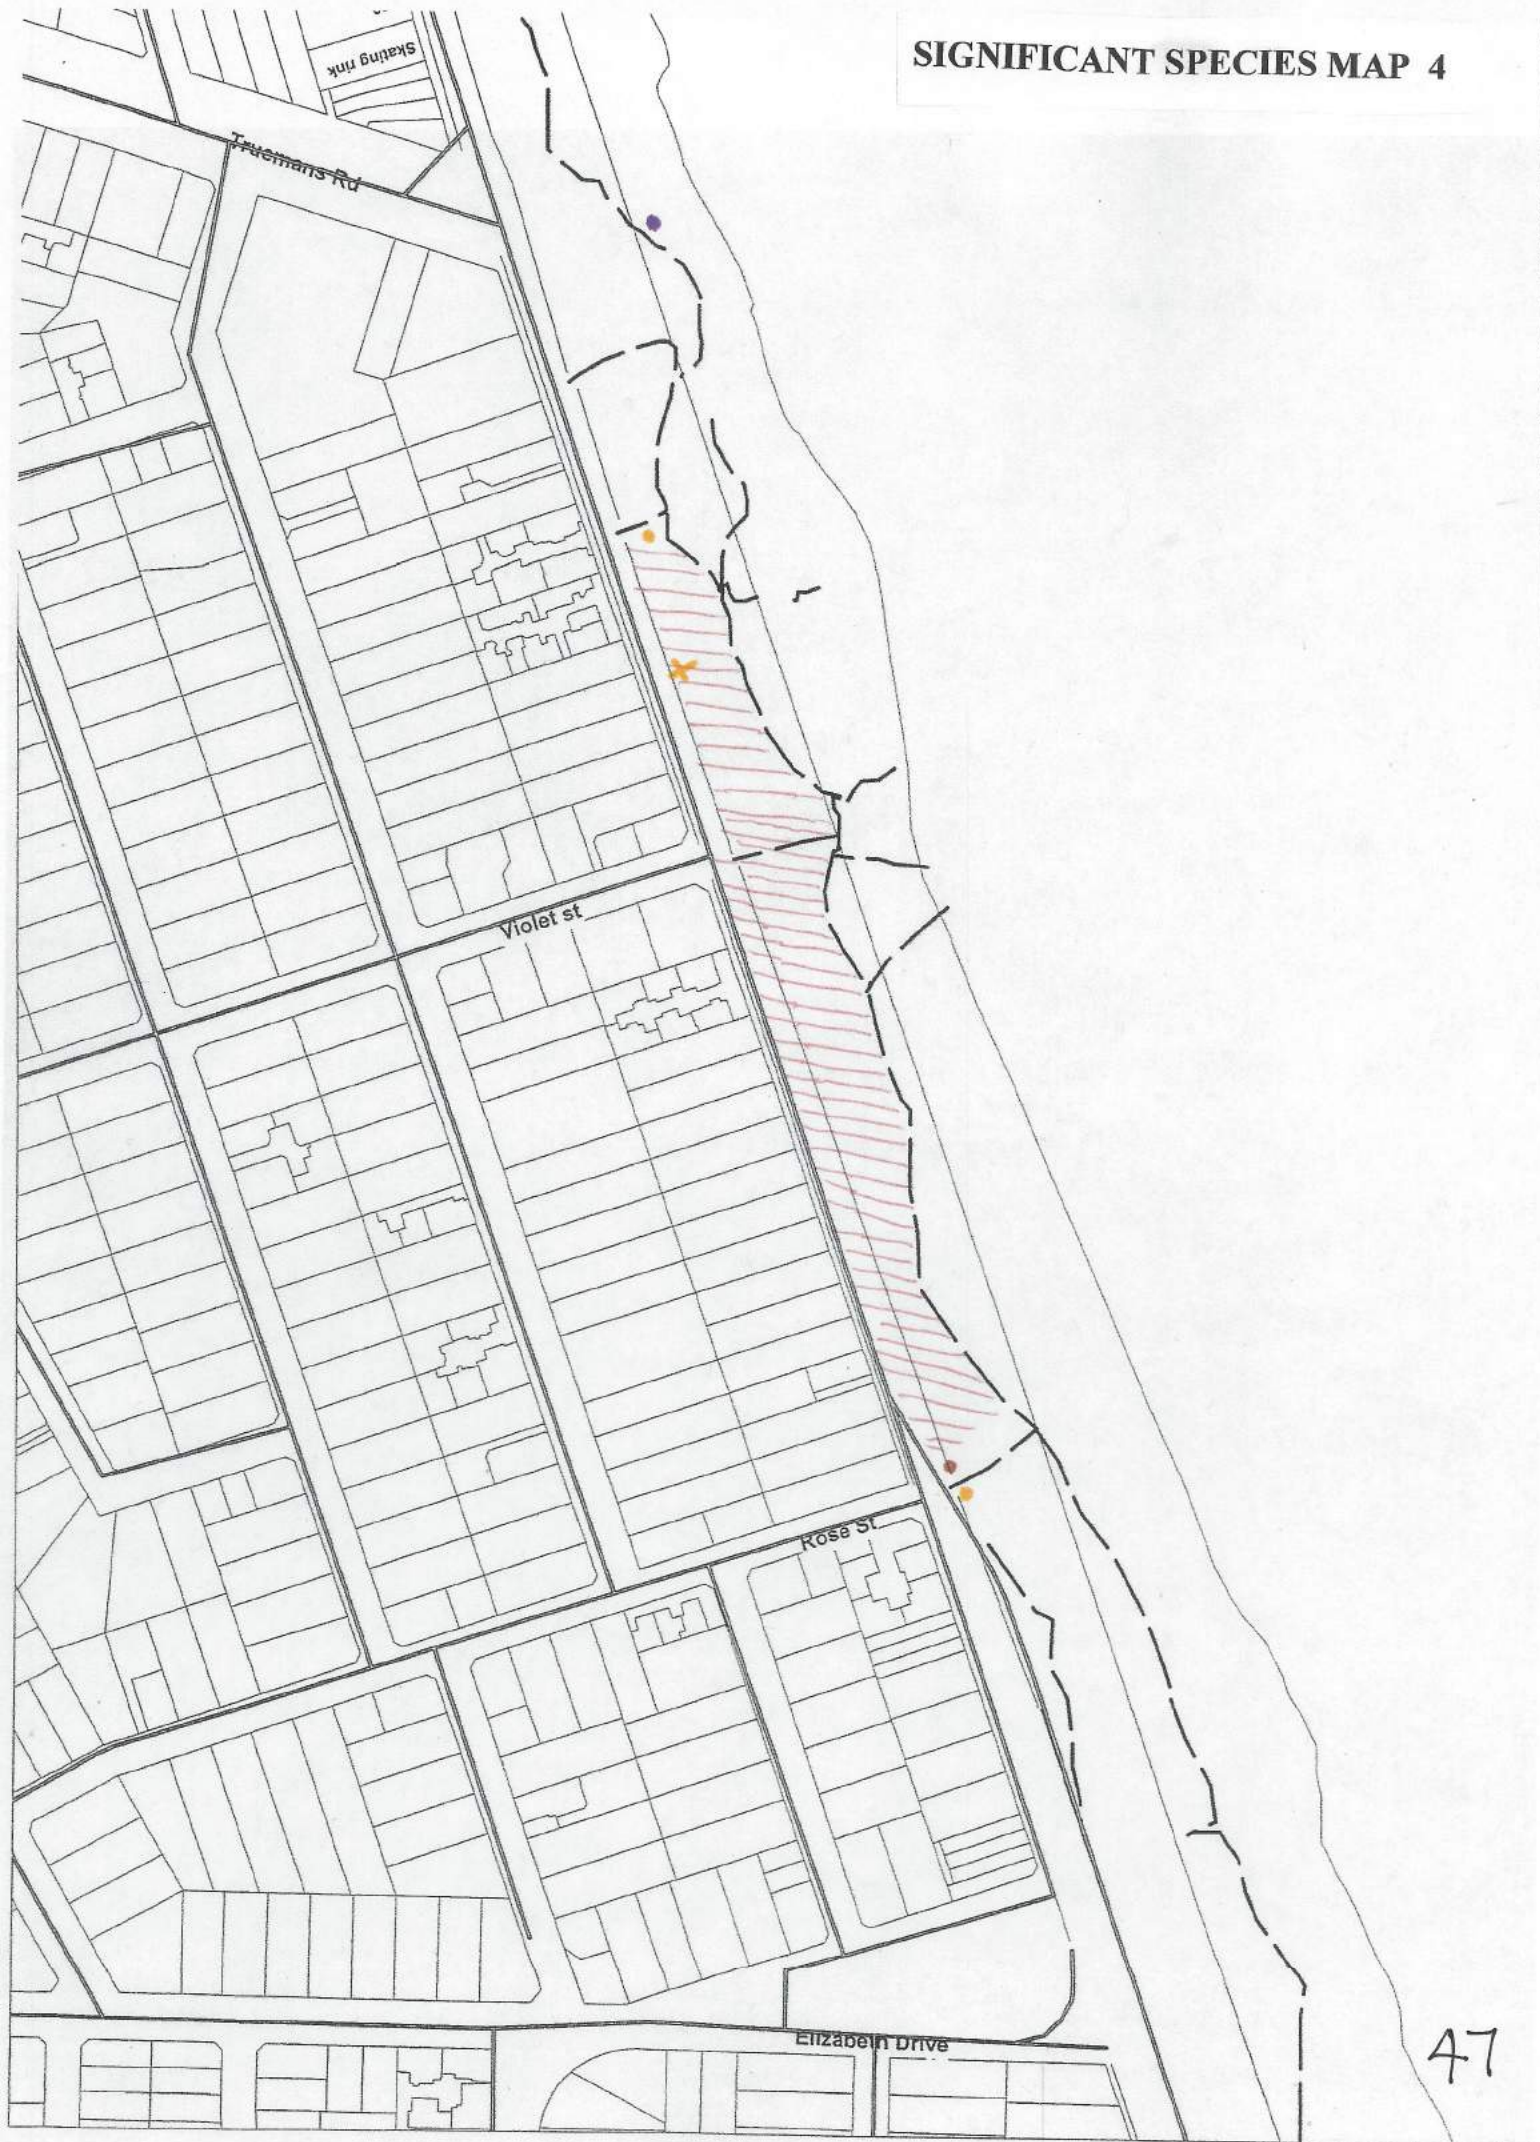 SIGNIFICANT SPECIES MAP 4
Skating rink
Truemans Rd
Violet st
Rose St
Elizabeth Drive
47